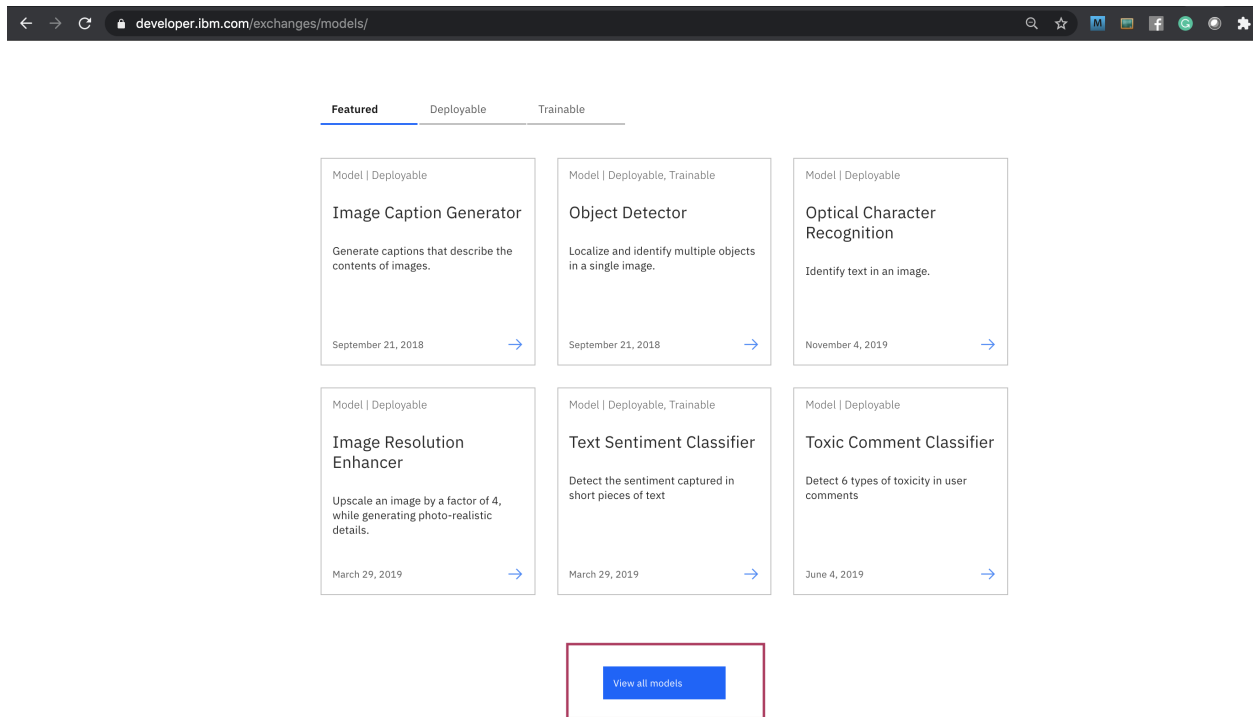 developer.ibm.com/exchanges/models/
Featured
Deployable
Trainable
Model | Deployable
Image Caption Generator
Generate captions that describe the
contents of images.
September 21, 2018
Model | Deployable, Trainable
Object Detector
Localize and identify multiple objects
in a single image.
September 21, 2018
Model | Deployable
Optical Character
Recognition
Identify text in an image.
November 4, 2019
Model | Deployable
Image Resolution
Enhancer
Upscale an image by a factor of 4,
while generating photo-realistic
details.
March 29, 2019
Model | Deployable, Trainable
Text Sentiment Classifier
Detect the sentiment captured in
short pieces of text
March 29, 2019
Model | Deployable
Toxic Comment Classifier
Detect 6 types of toxicity in user
comments
June 4, 2019
View all models